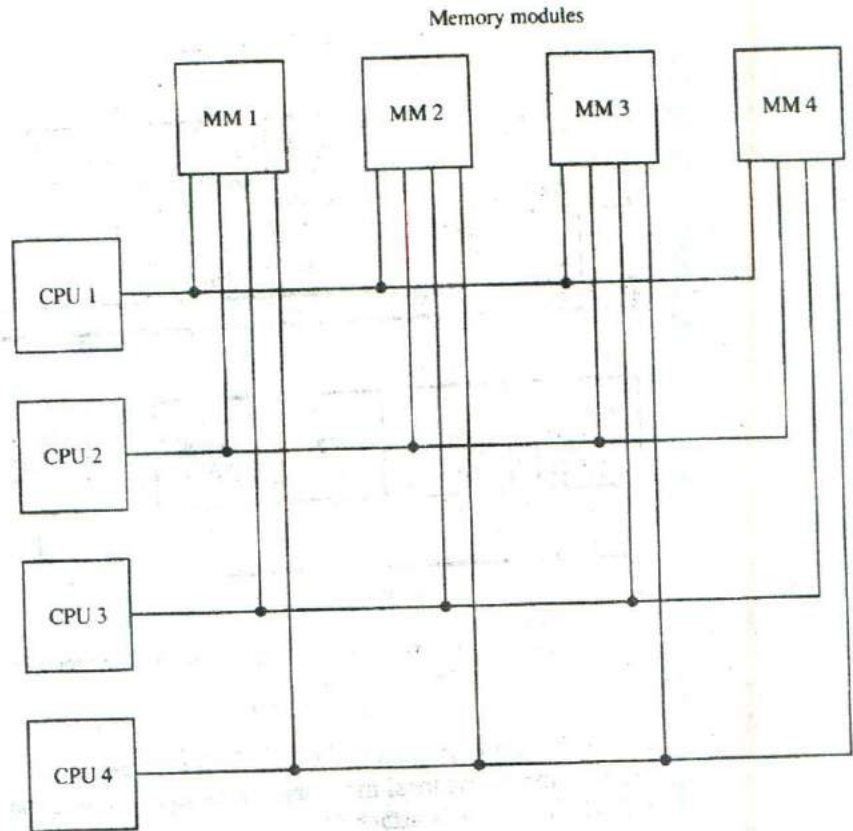 Memory modules
MM 1
MM 2
MM 3
MM 4
CPU 1
CPU 2
CPU 3
CPU 4